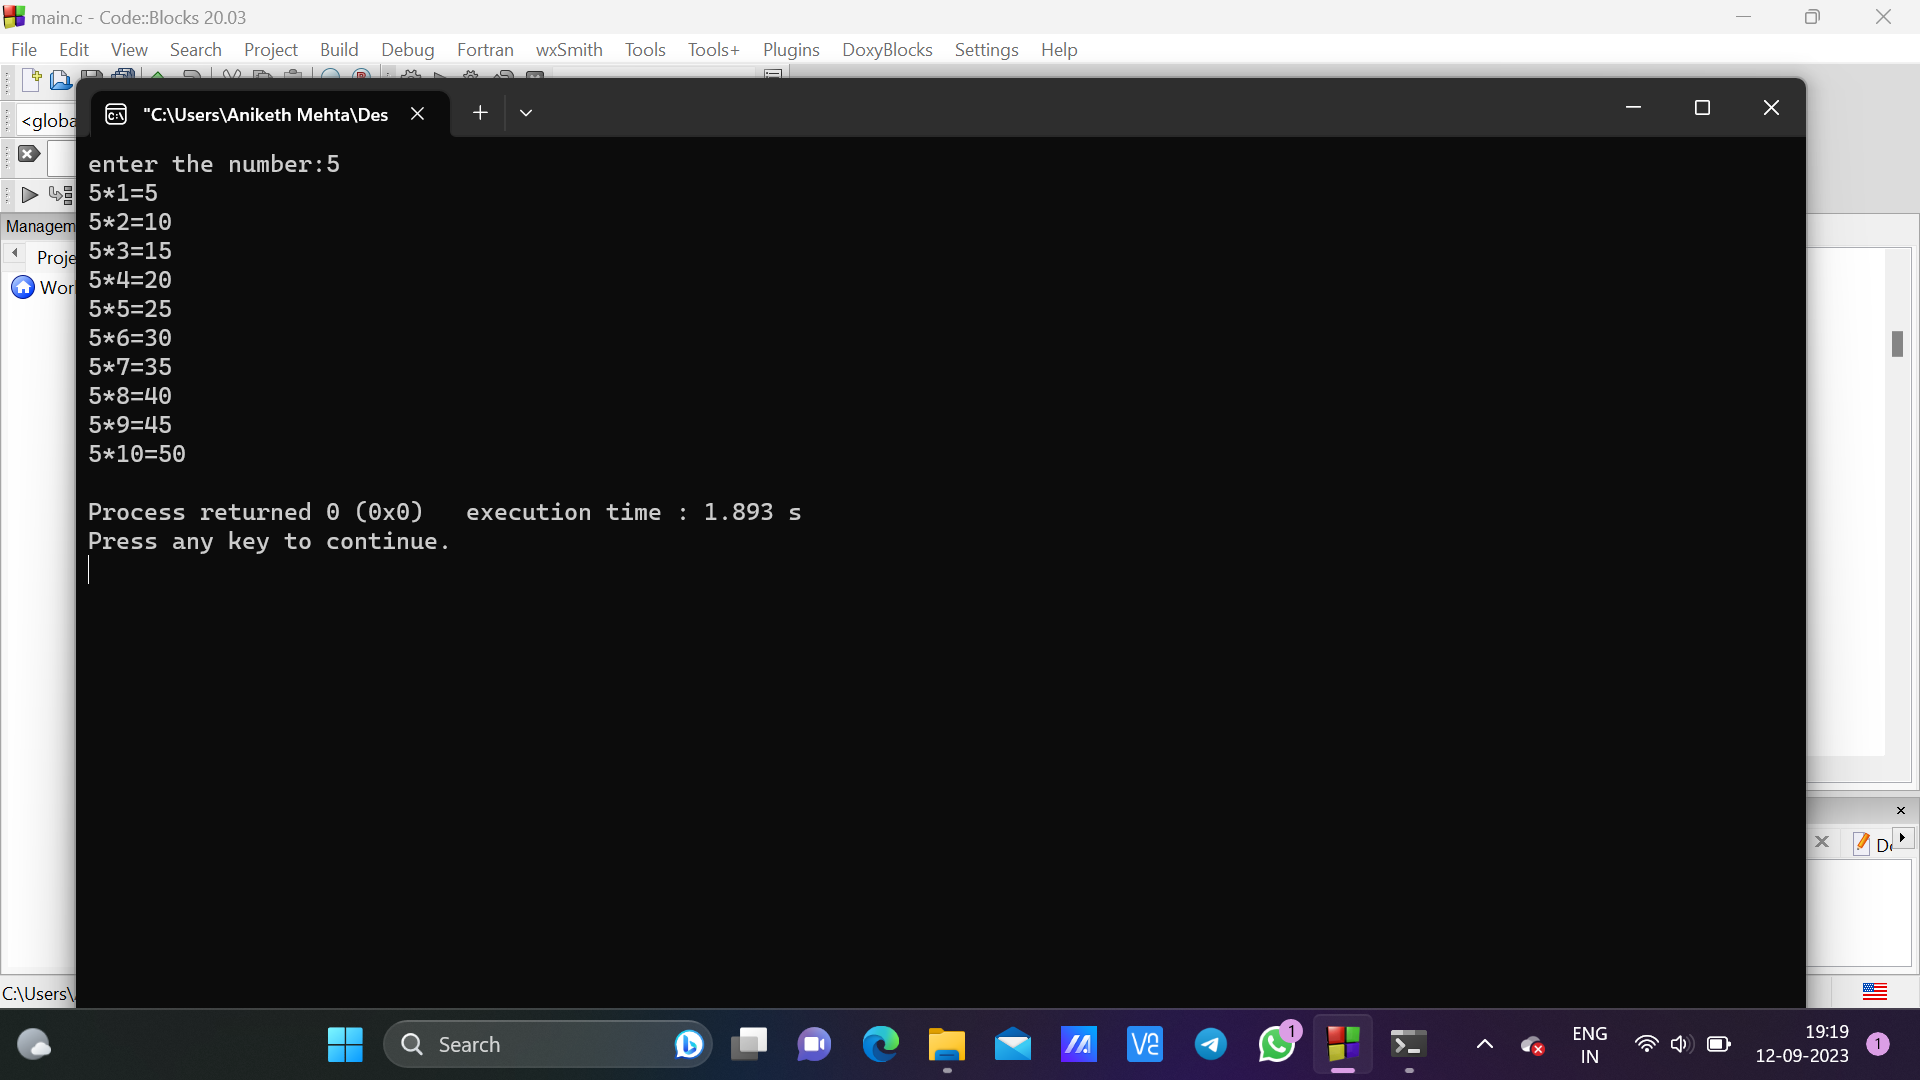 main.c - Code::Blocks 20.03
File Edit View Search Project Build Debug Fortran wxSmith Tools Tools+ Plugins DoxyBlocks Settings Help
<globa
"C:\Users\Aniketh Mehta\Des
enter the number:5
5*1=5
5*2=10
5*3=15
5*4=20
5*5=25
5*6=30
5*7=35
5*8=40
5*9=45
5*10=50
Process returned 0 (0x0)   execution time : 1.893 s
Press any key to continue.
Managem
Proje
Wor
C:\Users\
Search
1
ENG
IN
19:19
12-09-2023
1